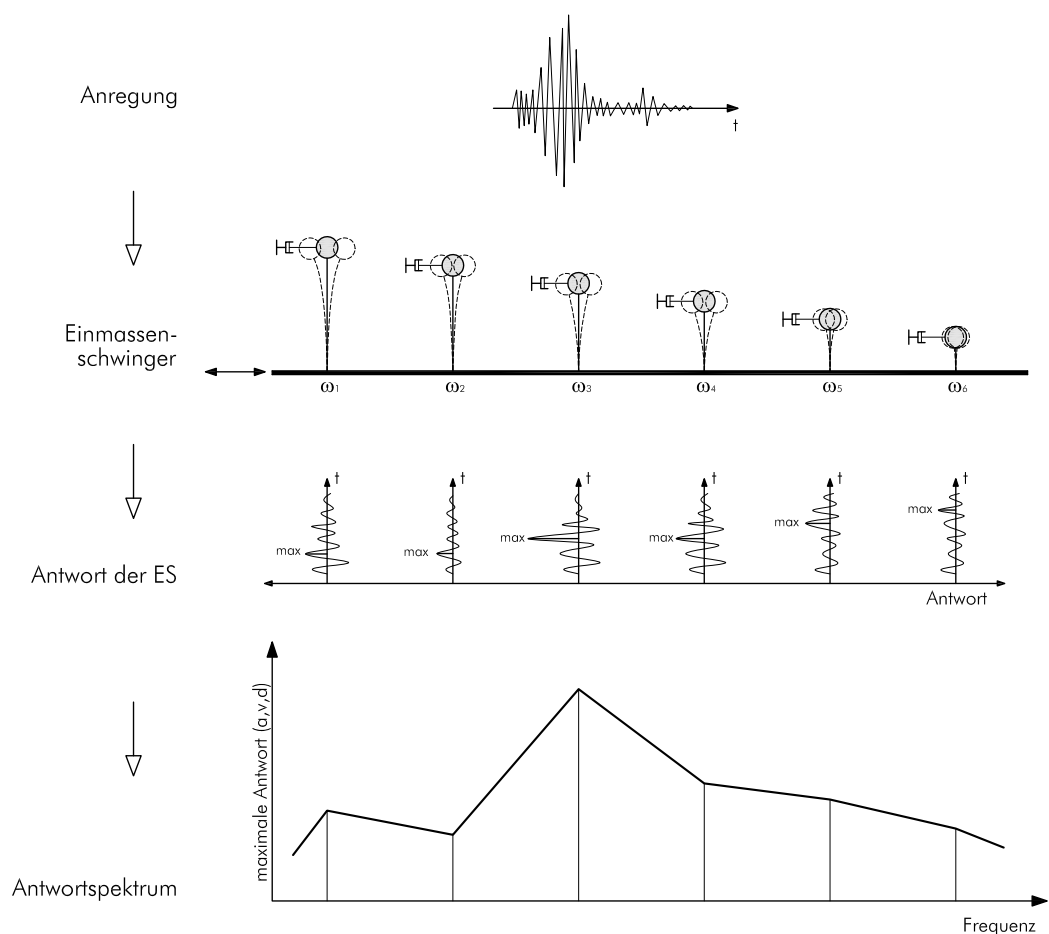 Anregung
t
Einmassen-
schwinger
ω1 ω2 ω3 ω4 ω5 ω6
t t t t t t
max max max max max max
Antwort der ES
Antwort
maximale Antwort (a,v,d)
Antwortspektrum
Frequenz